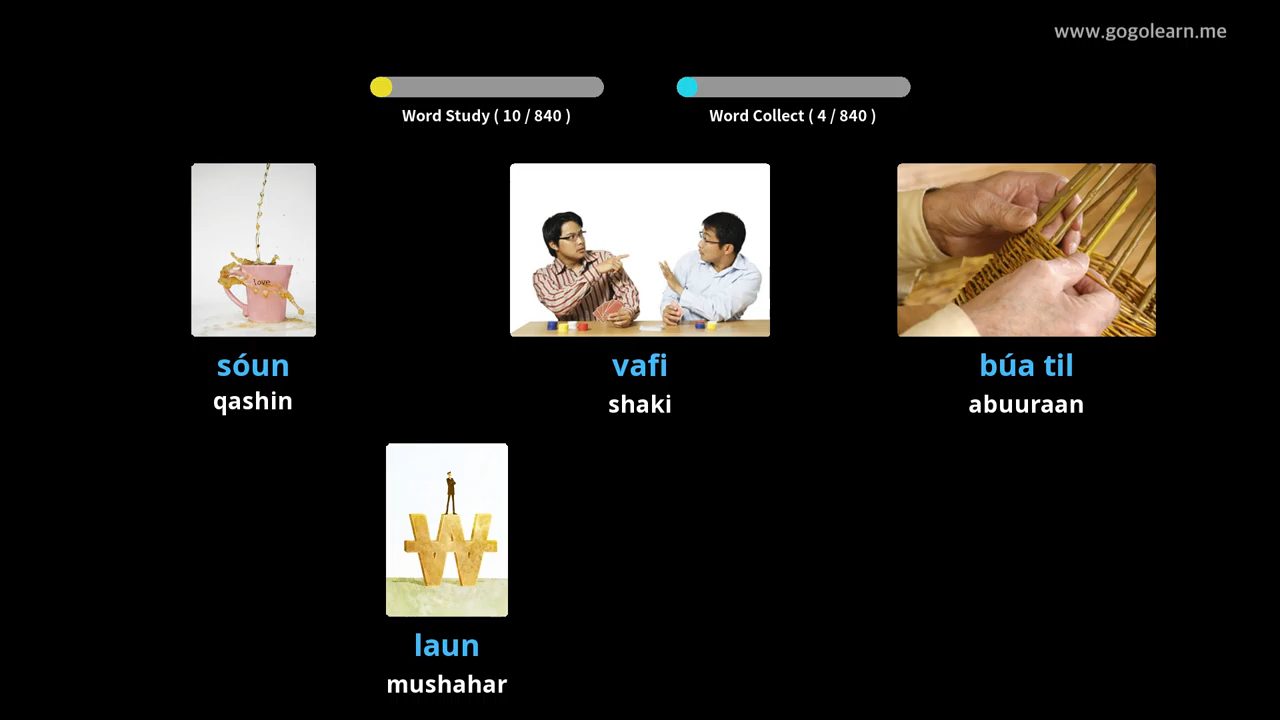 www.gogolearn.me
Word Study ( 10 / 840 )
Word Collect ( 4 / 840 )
love
sóun
qashin
vafi
shaki
búa til
abuuraan
laun
mushahar